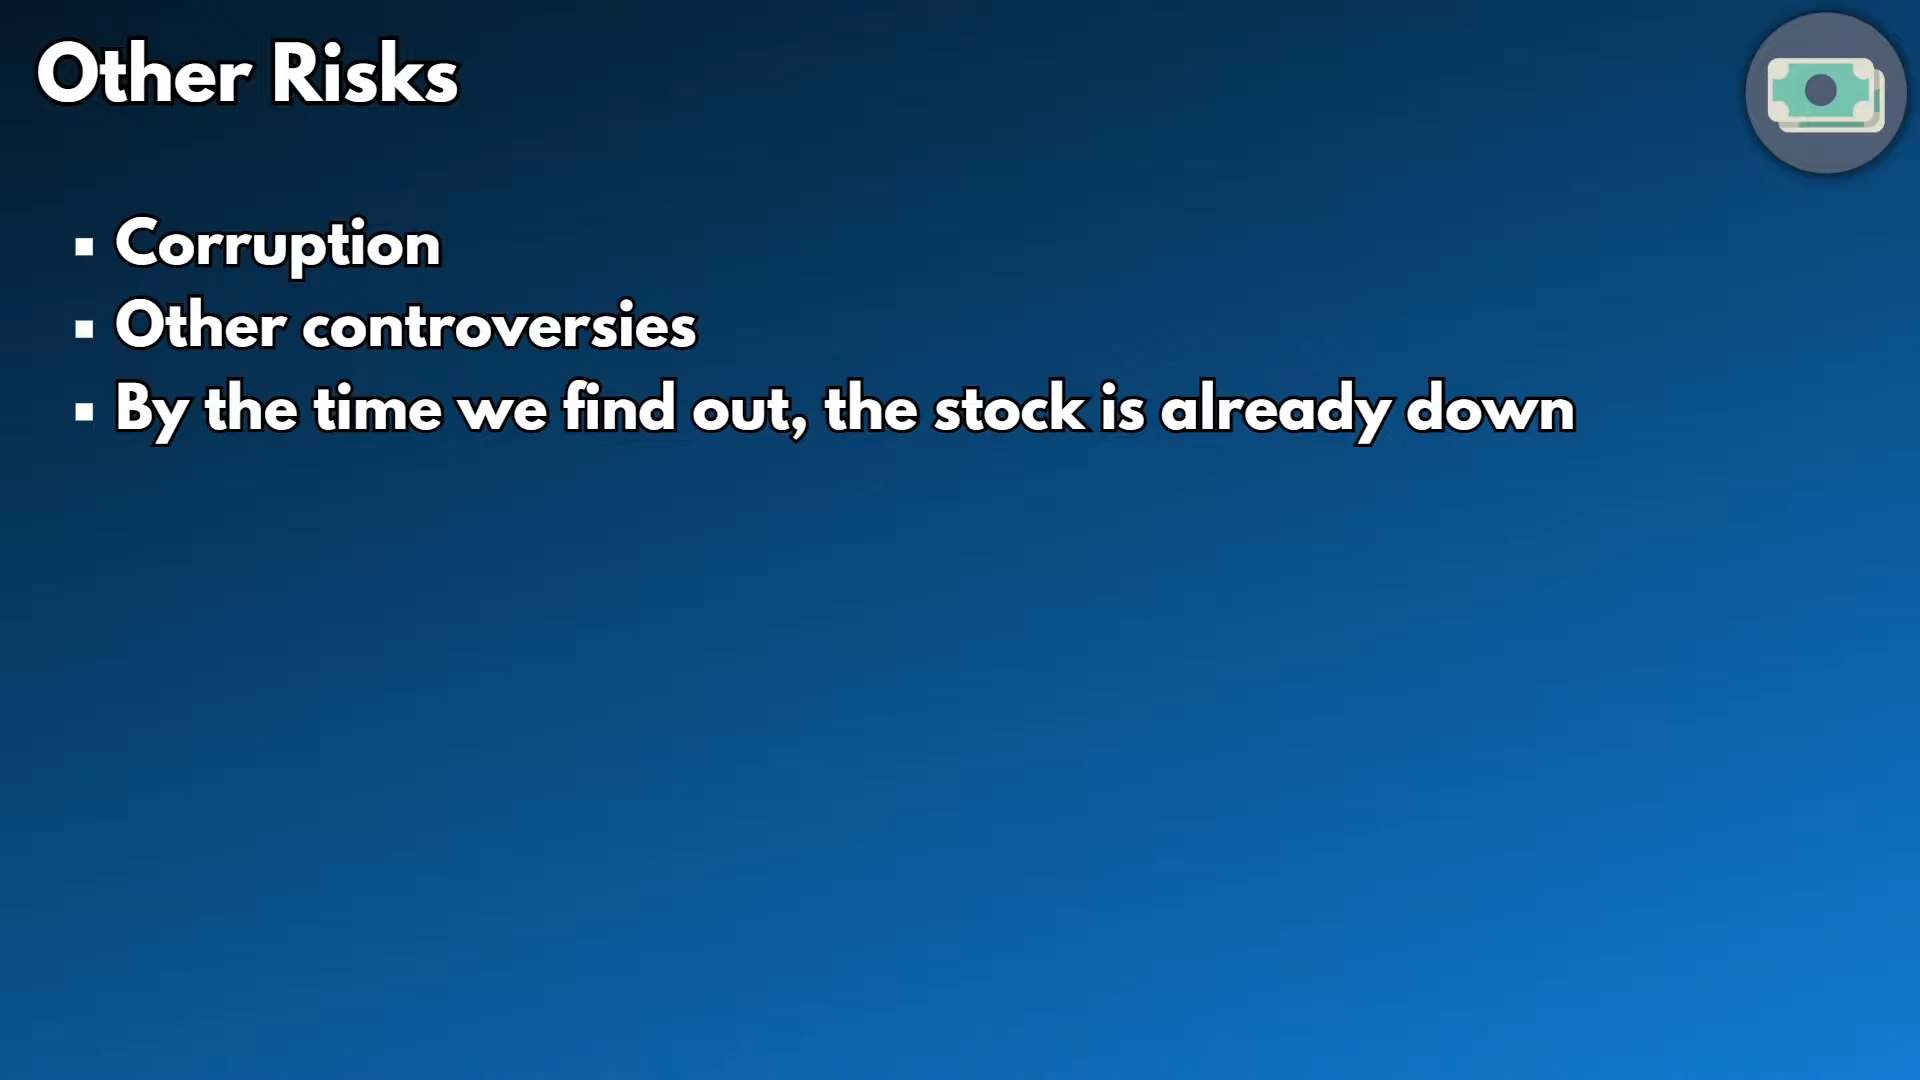 Other Risks
Corruption
Other controversies
By the time we find out, the stock is already down